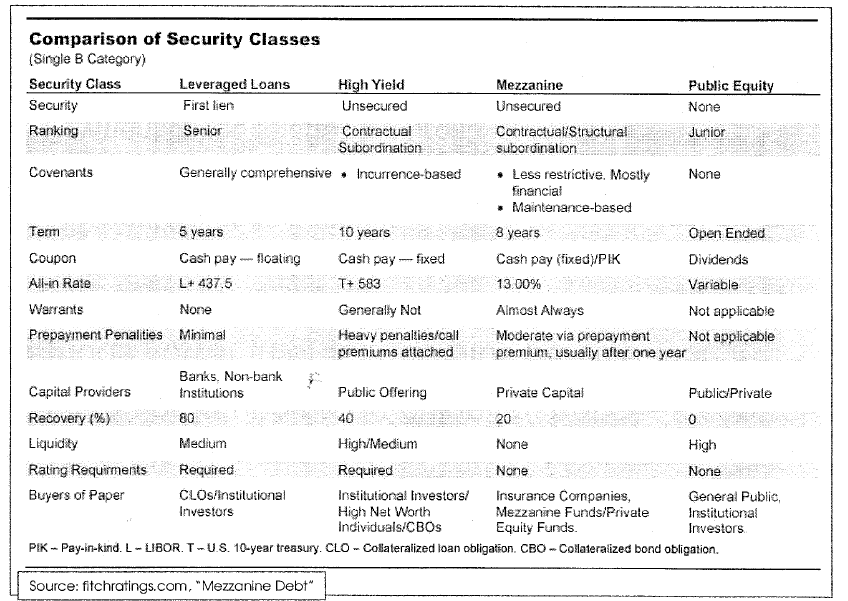 Comparison of Security Classes
(Single B Category)
Security Class Leveraged Loans High Yield Mezzanine Public Equity
Security First lien Unsecured Unsecured None
Ranking Senior Contractual Contractual/Structural Junior
Subordination subordination
Covenants Generally comprehensive • Incurrence-based • Less restrictive, Mostly None
financial
• Maintenance-based
Term 5 years 10 years 8 years Open Ended
Coupon Cash pay — floating Cash pay — fixed Cash pay (fixed)/PIK Dividends
All-in Rate L+ 437.5 T+ 583 13.00% Variable
Warrants None Generally Not Almost Always Not applicable
Prepayment Penalities Minimal Heavy penalties/call Moderate via prepayment Not applicable
premiums attached premium, usually after one year
Banks, Non-bank
Capital Providers Institutions Public Offering Private Capital Public/Private
Recovery (%) 80 40 20 0
Liquidity Medium High/Medium None High
Rating Requirments Required Required None None
Buyers of Paper CLOs/Institutional Institutional Investors/ Insurance Companies, General Public,
Investors High Net Worth Mezzanine Funds/Private Institutional
Individuals/CBOs Equity Funds. Investors
PIK – Pay-in-kind. L – LIBOR. T – U.S. 10-year treasury. CLO – Collateralized loan obligation. CBO – Collateralized bond obligation.
Source: fitchratings.com, "Mezzanine Debt"